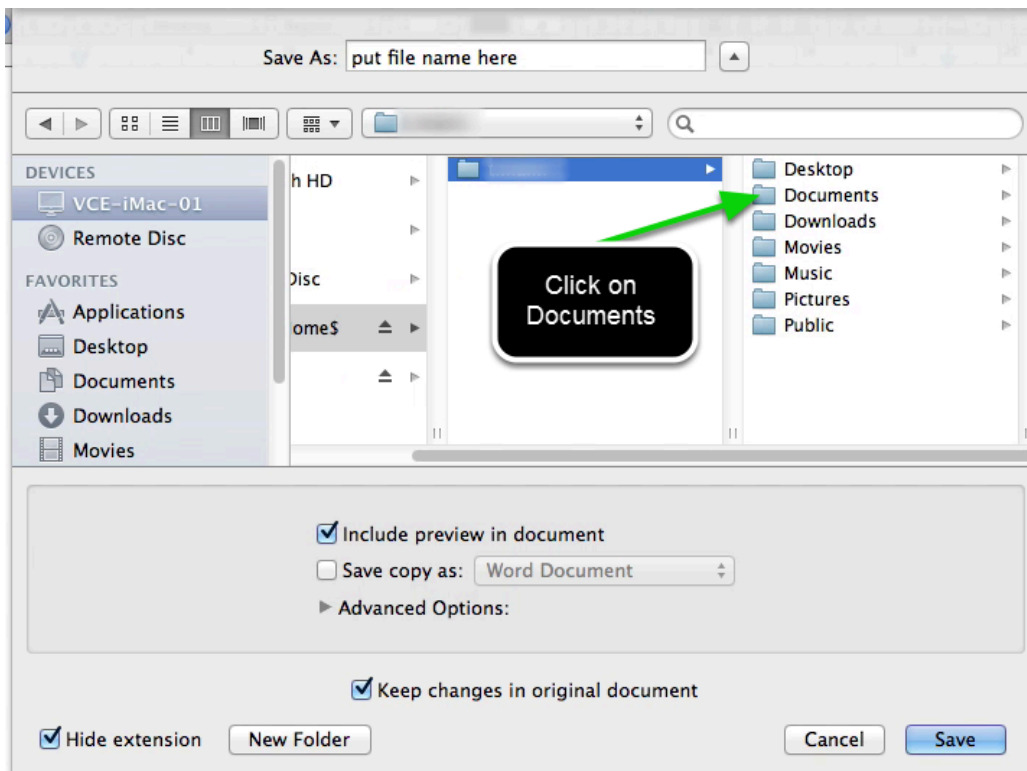 Save As: put file name here
DEVICES
VCE-iMac-01
Remote Disc
FAVORITES
Applications
Desktop
Documents
Downloads
Movies
h HD
Disc
ome$
Click on
Documents
Desktop
Documents
Downloads
Movies
Music
Pictures
Public
Include preview in document
Save copy as: Word Document
Advanced Options:
Keep changes in original document
Hide extension New Folder Cancel Save